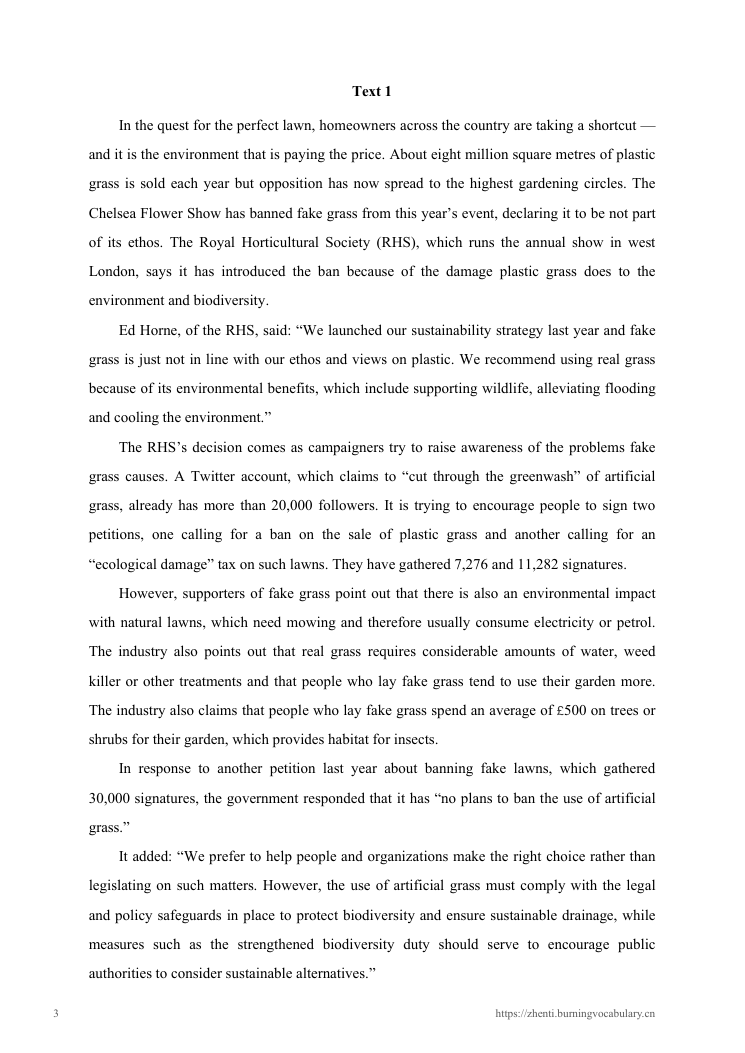 Text 1
In the quest for the perfect lawn, homeowners across the country are taking a shortcut —
and it is the environment that is paying the price. About eight million square metres of plastic
grass is sold each year but opposition has now spread to the highest gardening circles. The
Chelsea Flower Show has banned fake grass from this year’s event, declaring it to be not part
of its ethos. The Royal Horticultural Society (RHS), which runs the annual show in west
London, says it has introduced the ban because of the damage plastic grass does to the
environment and biodiversity.
Ed Horne, of the RHS, said: “We launched our sustainability strategy last year and fake
grass is just not in line with our ethos and views on plastic. We recommend using real grass
because of its environmental benefits, which include supporting wildlife, alleviating flooding
and cooling the environment.”
The RHS’s decision comes as campaigners try to raise awareness of the problems fake
grass causes. A Twitter account, which claims to “cut through the greenwash” of artificial
grass, already has more than 20,000 followers. It is trying to encourage people to sign two
petitions, one calling for a ban on the sale of plastic grass and another calling for an
“ecological damage” tax on such lawns. They have gathered 7,276 and 11,282 signatures.
However, supporters of fake grass point out that there is also an environmental impact
with natural lawns, which need mowing and therefore usually consume electricity or petrol.
The industry also points out that real grass requires considerable amounts of water, weed
killer or other treatments and that people who lay fake grass tend to use their garden more.
The industry also claims that people who lay fake grass spend an average of £500 on trees or
shrubs for their garden, which provides habitat for insects.
In response to another petition last year about banning fake lawns, which gathered
30,000 signatures, the government responded that it has “no plans to ban the use of artificial
grass.”
It added: “We prefer to help people and organizations make the right choice rather than
legislating on such matters. However, the use of artificial grass must comply with the legal
and policy safeguards in place to protect biodiversity and ensure sustainable drainage, while
measures such as the strengthened biodiversity duty should serve to encourage public
authorities to consider sustainable alternatives.”
3 https://zhenti.burningvocabulary.cn